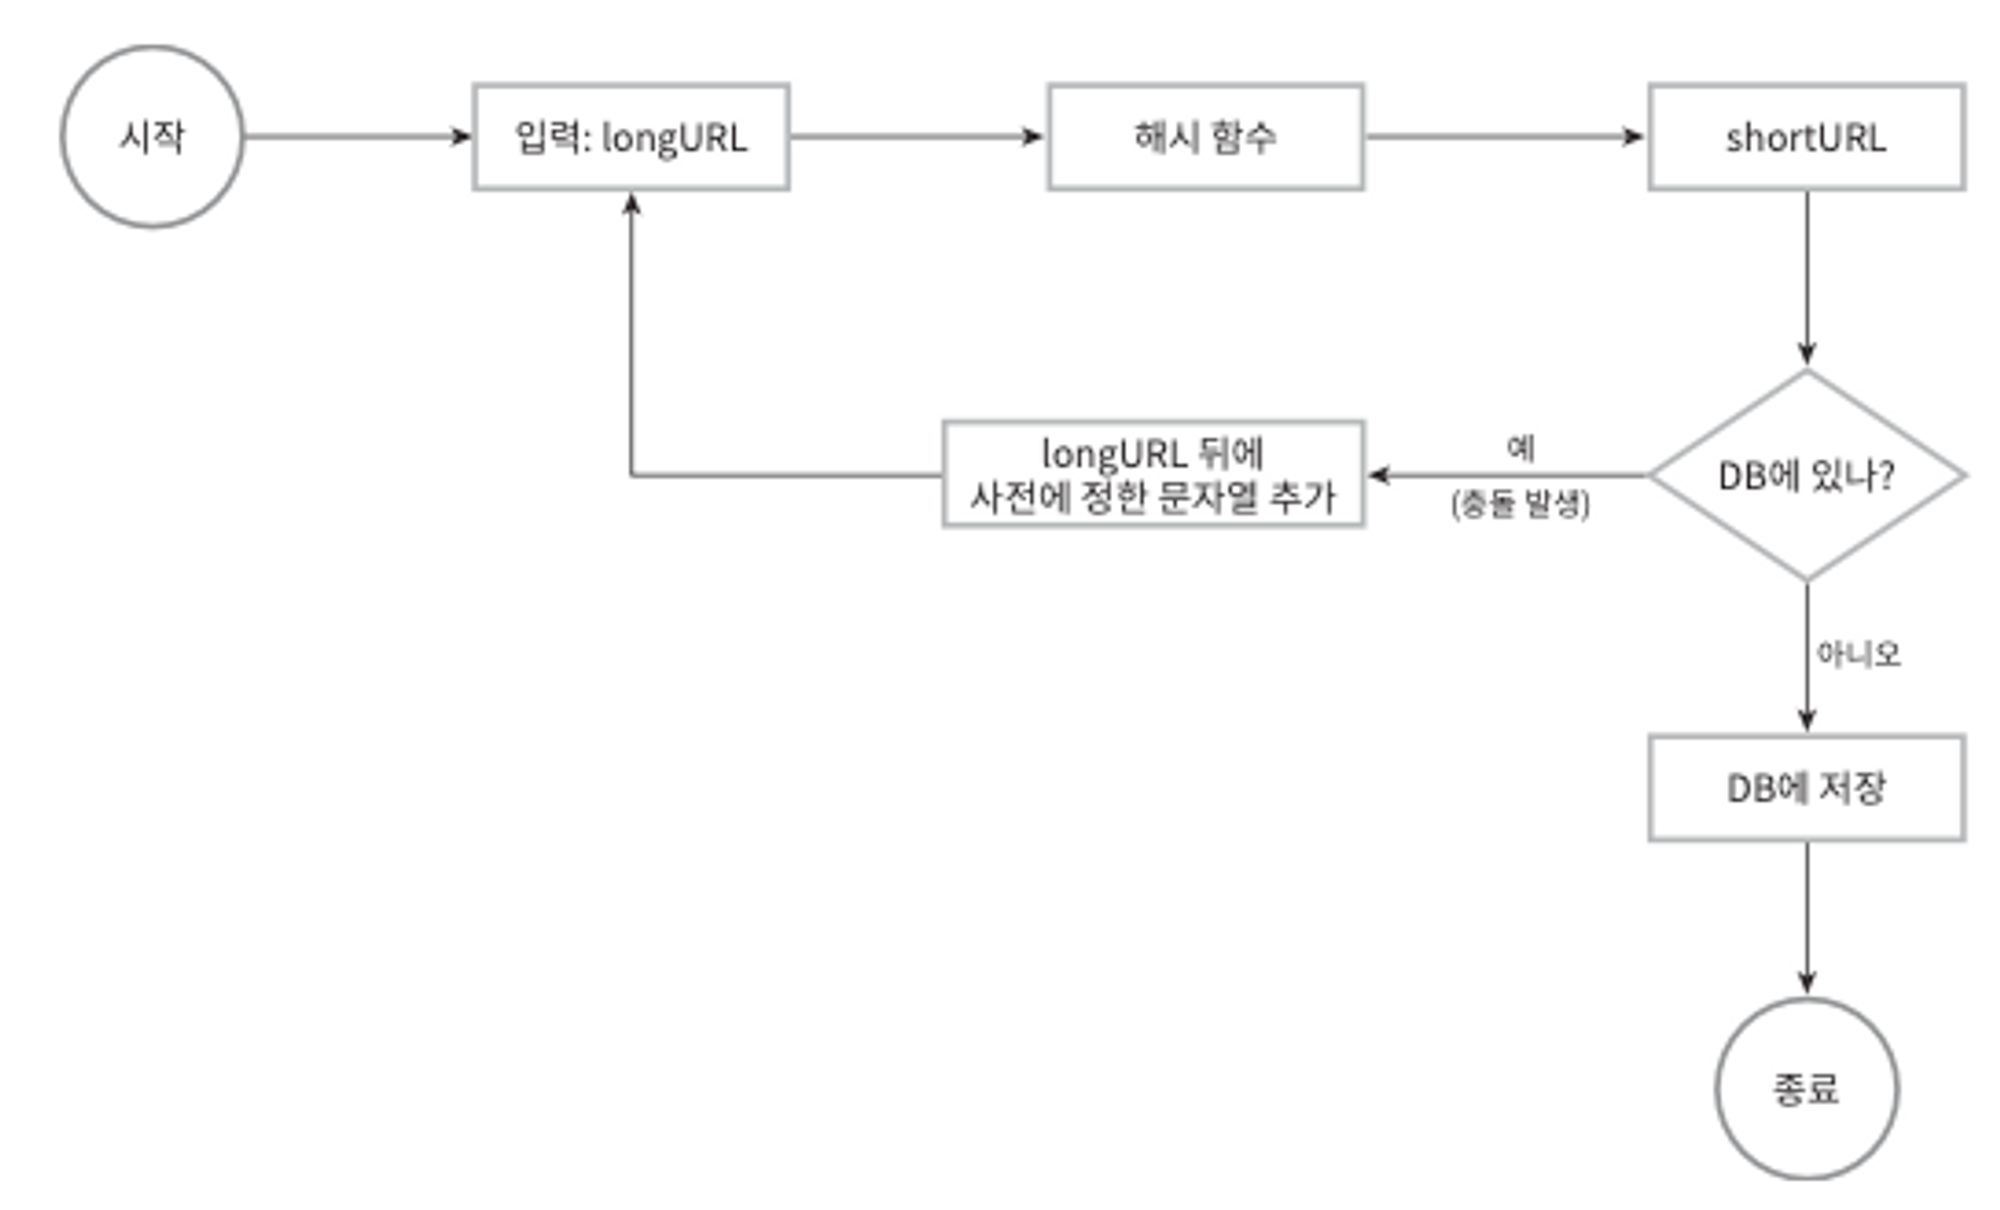 시작
입력: longURL
해시 함수
shortURL
DB에 있나?
예
(충돌 발생)
longURL 뒤에
사전에 정한 문자열 추가
아니오
DB에 저장
종료